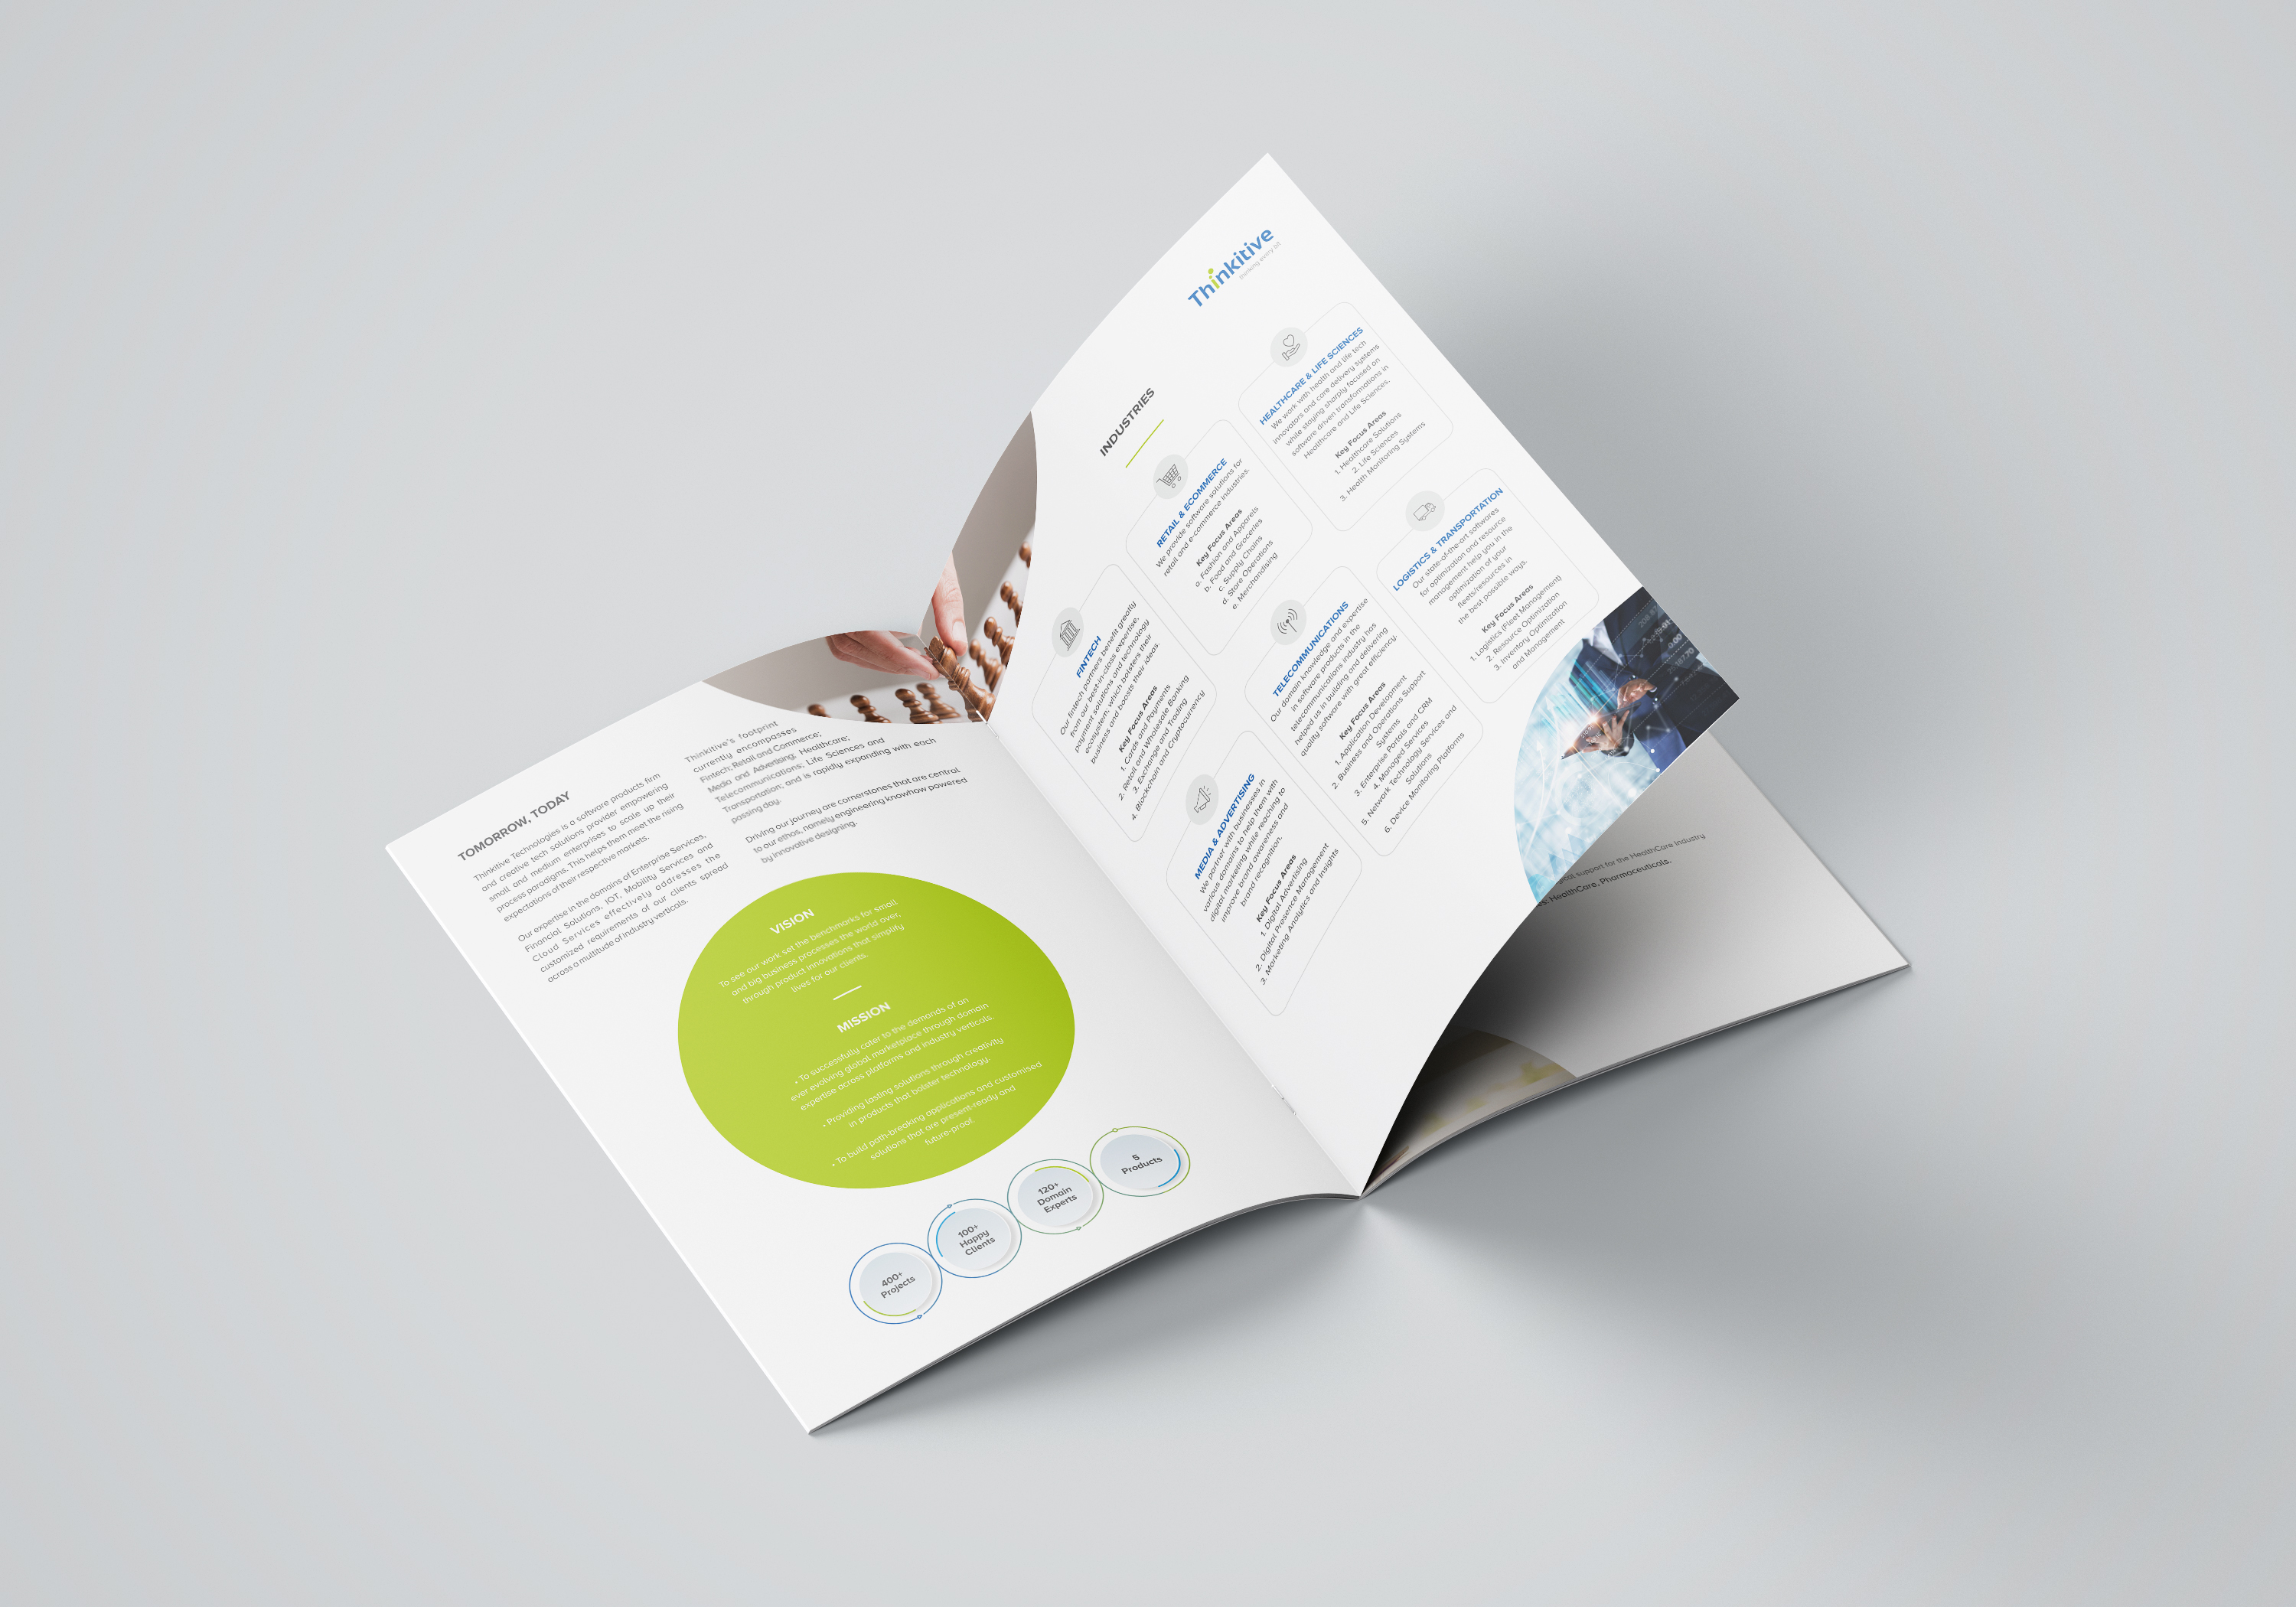 TOMORROW, TODAY
Thinkitive Technologies is a software products firm
and creative tech solutions provider empowering
small and medium enterprises to scale up their
process paradigms. This helps them meet the rising
expectations of their respective markets.
Our expertise in the domains of Enterprise Services,
Financial Solutions, IOT, Mobility Services and
Cloud Services effectively addresses the
customized requirements of our clients spread
across a multitude of industry verticals.
Thinkitive's footprint
currently encompasses
Fintech; Retail and Commerce;
Media and Advertising; Healthcare;
Telecommunications; Life Sciences and
Transportation; and is rapidly expanding with each
passing day.
Driving our journey are cornerstones that are central
to our ethos, namely engineering knowhow powered
by innovative designing.
VISION
To see our work set the benchmarks for small
and big business processes the world over,
through product innovations that simplify
lives for our clients.
MISSION
• To successfully cater to the demands of an
ever evolving global marketplace through domain
expertise across platforms and industry verticals.
• Providing lasting solutions through creativity
in products that bolster technology.
• To build path-breaking applications and customised
solutions that are present-ready and
future-proof.
400+
Projects
100+
Happy
Clients
120+
Domain
Experts
5
Products
Thinkitive
thinking every bit
INDUSTRIES
FINTECH
Our fintech partners benefit greatly
from our best-in-class expertise,
payment solutions and technology
ecosystem, which bolsters their
business and boosts their ideas.
Key Focus Areas
1. Cards and Payments
2. Retail and Wholesale Banking
3. Exchange and Trading
4. Blockchain and Cryptocurrency
RETAIL & ECOMMERCE
We provide software solutions for
retail and e-commerce industries.
Key Focus Areas
a. Fashion and Apparels
b. Food and Groceries
c. Supply Chains
d. Store Operations
e. Merchandising
HEALTHCARE & LIFE SCIENCES
We work with health and life tech
innovators and care delivery systems
while staying sharply focused on
software driven transformations in
Healthcare and Life Sciences.
Key Focus Areas
1. Healthcare Solutions
2. Life Sciences
3. Health Monitoring Systems
MEDIA & ADVERTISING
We partner with businesses in
various domains to help them with
digital marketing while reaching to
improve brand awareness and
brand recognition.
Key Focus Areas
1. Digital Advertising
2. Digital Presence Management
3. Marketing Analytics and Insights
TELECOMMUNICATIONS
Our domain knowledge and expertise
in software products in the
telecommunications industry has
helped us in building and delivering
quality software with great efficiency.
Key Focus Areas
1. Application Development
2. Business and Operations Support
Systems
3. Enterprise Portals and CRM
4. Managed Services
5. Network Technology Services and
Solutions
6. Device Monitoring Platforms
LOGISTICS & TRANSPORTATION
Our state-of-the-art softwares
for optimization and resource
management help you in the
optimization of your
fleets/resources in
the best possible ways.
Key Focus Areas
1. Logistics (Fleet Management)
2. Resource Optimization
3. Inventory Optimization
and Management
support for the HealthCare Industry
HealthCare, Pharmaceuticals.